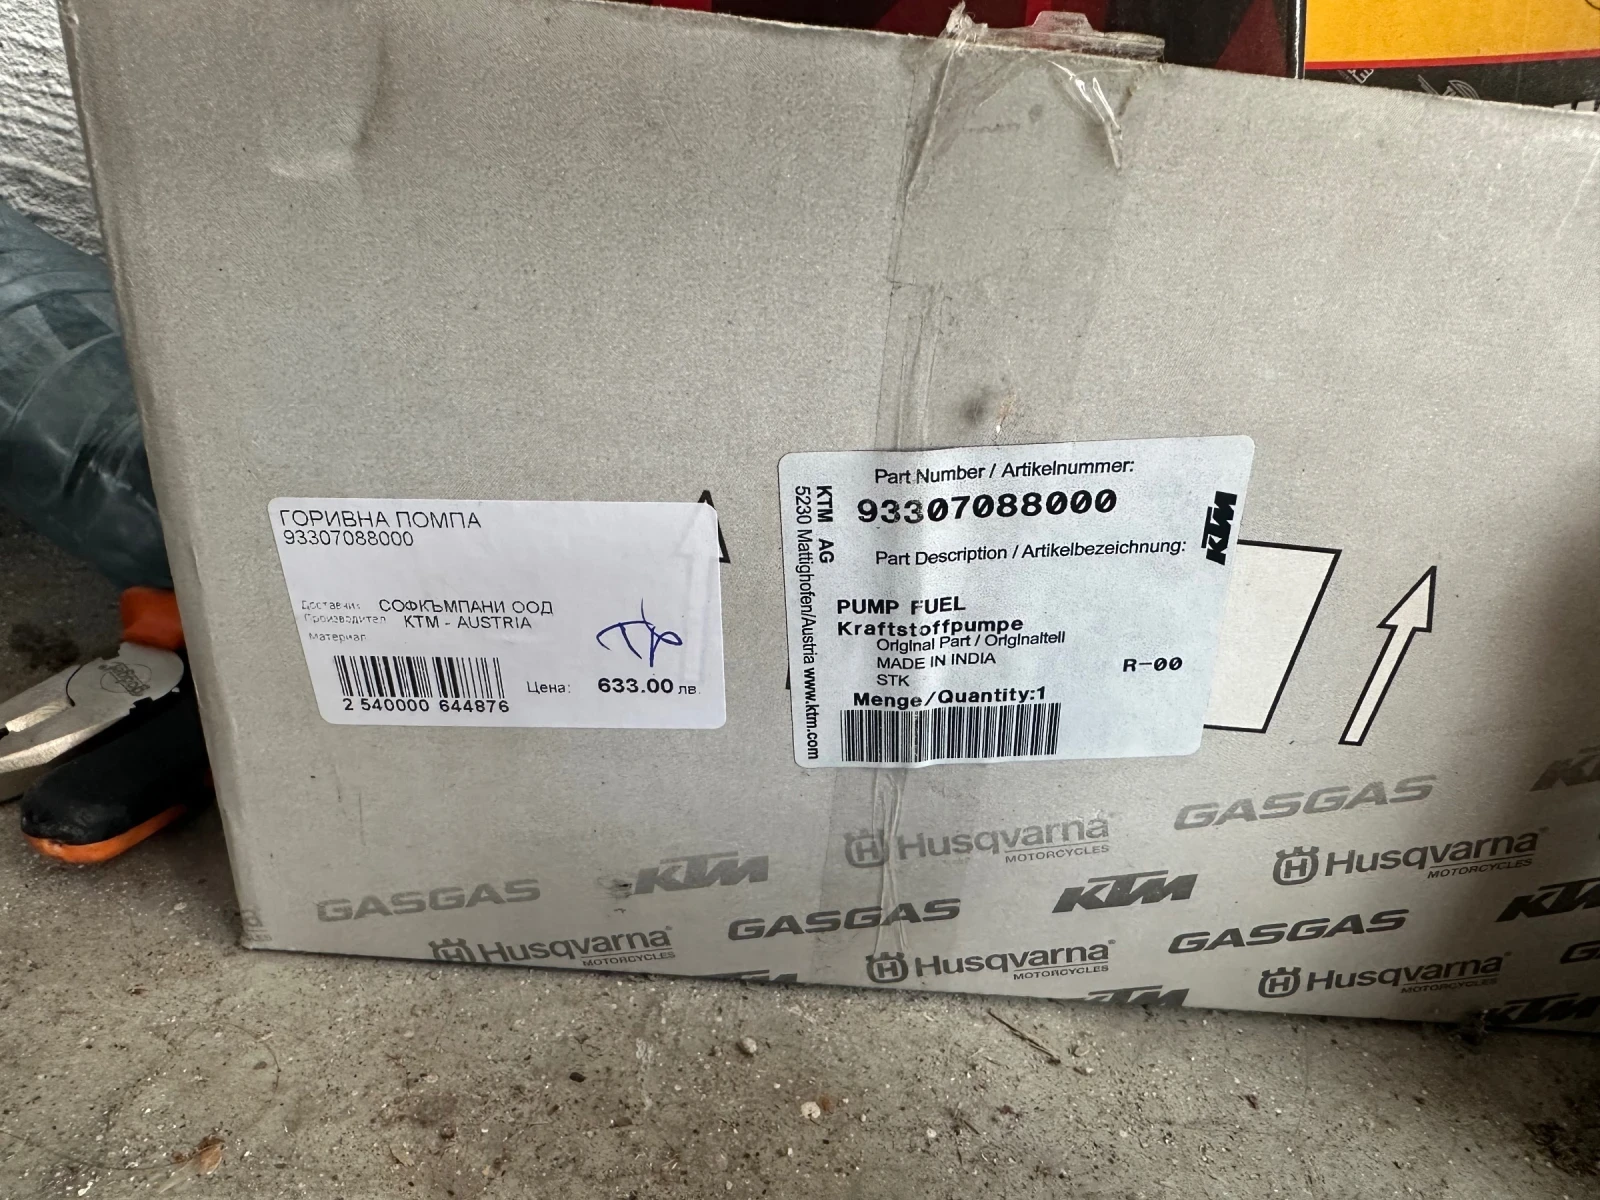 ГОРИВНА ПОМПА
93307088000
Доставчик СОФКЪМПАНИ ООД
Производител KTM - AUSTRIA
Материал
Цена: 633.00 лв.
2 540000 644876
Part Number / Artikelnummer:
93307088000
Part Description / Artikelbezeichnung:
PUMP FUEL
Kraftstoffpumpe
Original Part / Originalteil
MADE IN INDIA
STK
R-00
Menge/Quantity:1
KTM AG
5230 Mattighofen/Austria www.ktm.com
KTM
GASGAS
KTM
Husqvarna
MOTORCYCLES
GASGAS
Husqvarna
MOTORCYCLES
GASGAS
KTM
Husqvarna
MOTORCYCLES
Husqvarna
MOTORCYCLES
GASGAS
Husqvarna
MOTORCYCLES
KTM
KTM